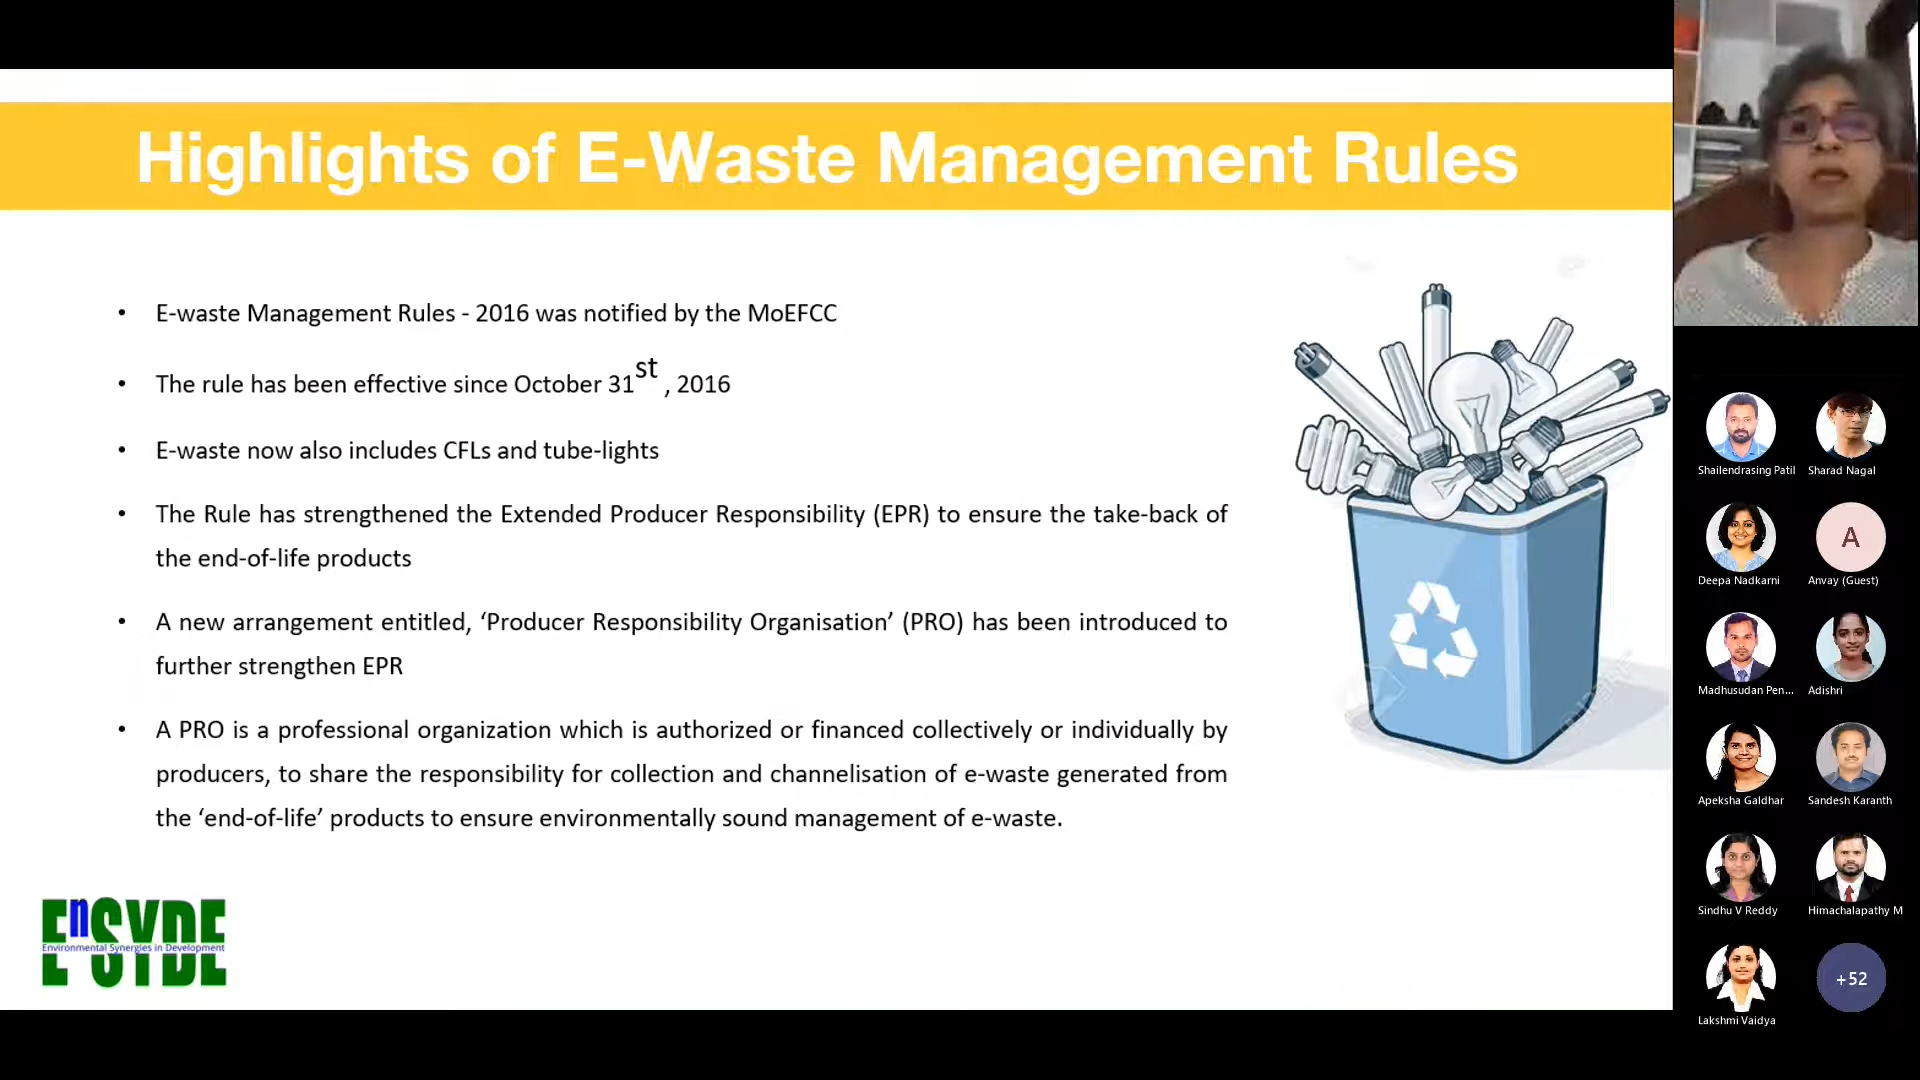 Highlights of E-Waste Management Rules
• E-waste Management Rules - 2016 was notified by the MoEFCC
• The rule has been effective since October 31st , 2016
• E-waste now also includes CFLs and tube-lights
• The Rule has strengthened the Extended Producer Responsibility (EPR) to ensure the take-back of
the end-of-life products
• A new arrangement entitled, ‘Producer Responsibility Organisation’ (PRO) has been introduced to
further strengthen EPR
• A PRO is a professional organization which is authorized or financed collectively or individually by
producers, to share the responsibility for collection and channelisation of e-waste generated from
the ‘end-of-life’ products to ensure environmentally sound management of e-waste.
EnSYDE
Environmental Synergies in Development
Shailendrasing Patil
Sharad Nagal
Deepa Nadkarni
A
Anvay (Guest)
Madhusudan Pen...
Adishri
Apeksha Galdhar
Sandesh Karanth
Sindhu V Reddy
Himachalapathy M
Lakshmi Vaidya
+52